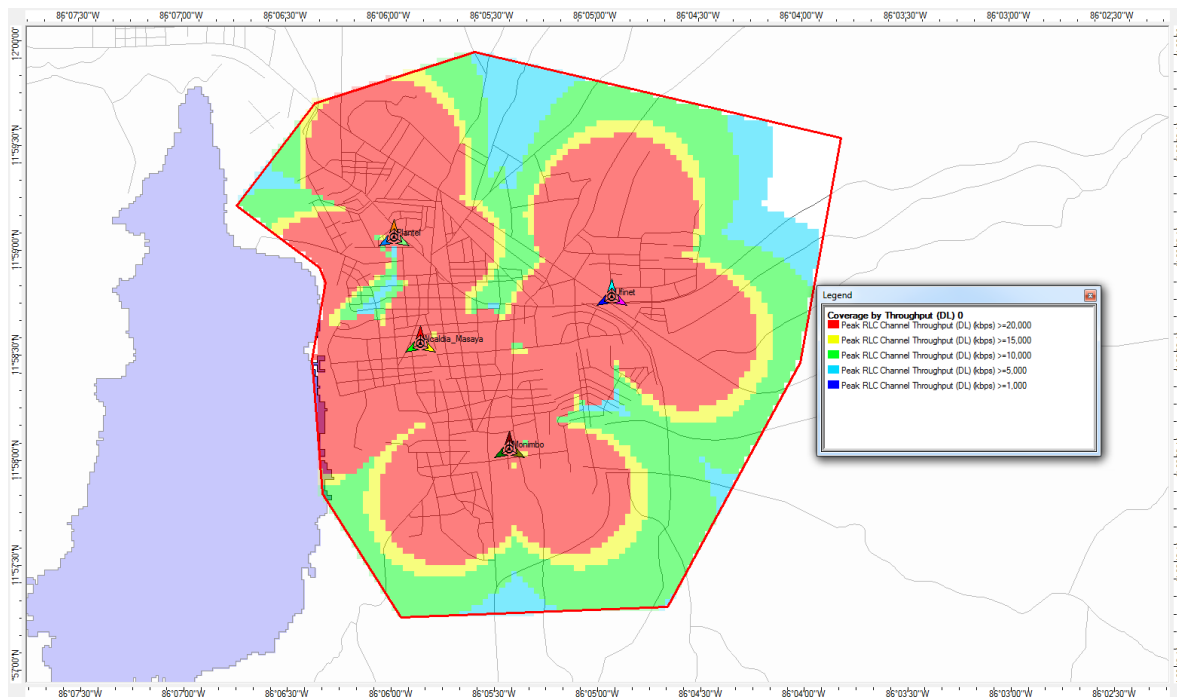 86°07'30"W 86°07'00"W 86°06'30"W 86°06'00"W 86°05'30"W 86°05'00"W 86°04'30"W 86°04'00"W 86°03'30"W 86°03'00"W 86°02'30"W
12°0'00"
11°59'30"N
11°59'00"N
11°58'30"N
11°58'00"N
11°57'30"N
11°57'00"N
Plantel
Alcaldia_Masaya
Monimbo
Legend
Coverage by Throughput (DL) 0
Peak RLC Channel Throughput (DL) (kbps) >=20,000
Peak RLC Channel Throughput (DL) (kbps) >=15,000
Peak RLC Channel Throughput (DL) (kbps) >=10,000
Peak RLC Channel Throughput (DL) (kbps) >=5,000
Peak RLC Channel Throughput (DL) (kbps) >=1,000
86°07'30"W 86°07'00"W 86°06'30"W 86°06'00"W 86°05'30"W 86°05'00"W 86°04'30"W 86°04'00"W 86°03'30"W 86°03'00"W 86°02'30"W